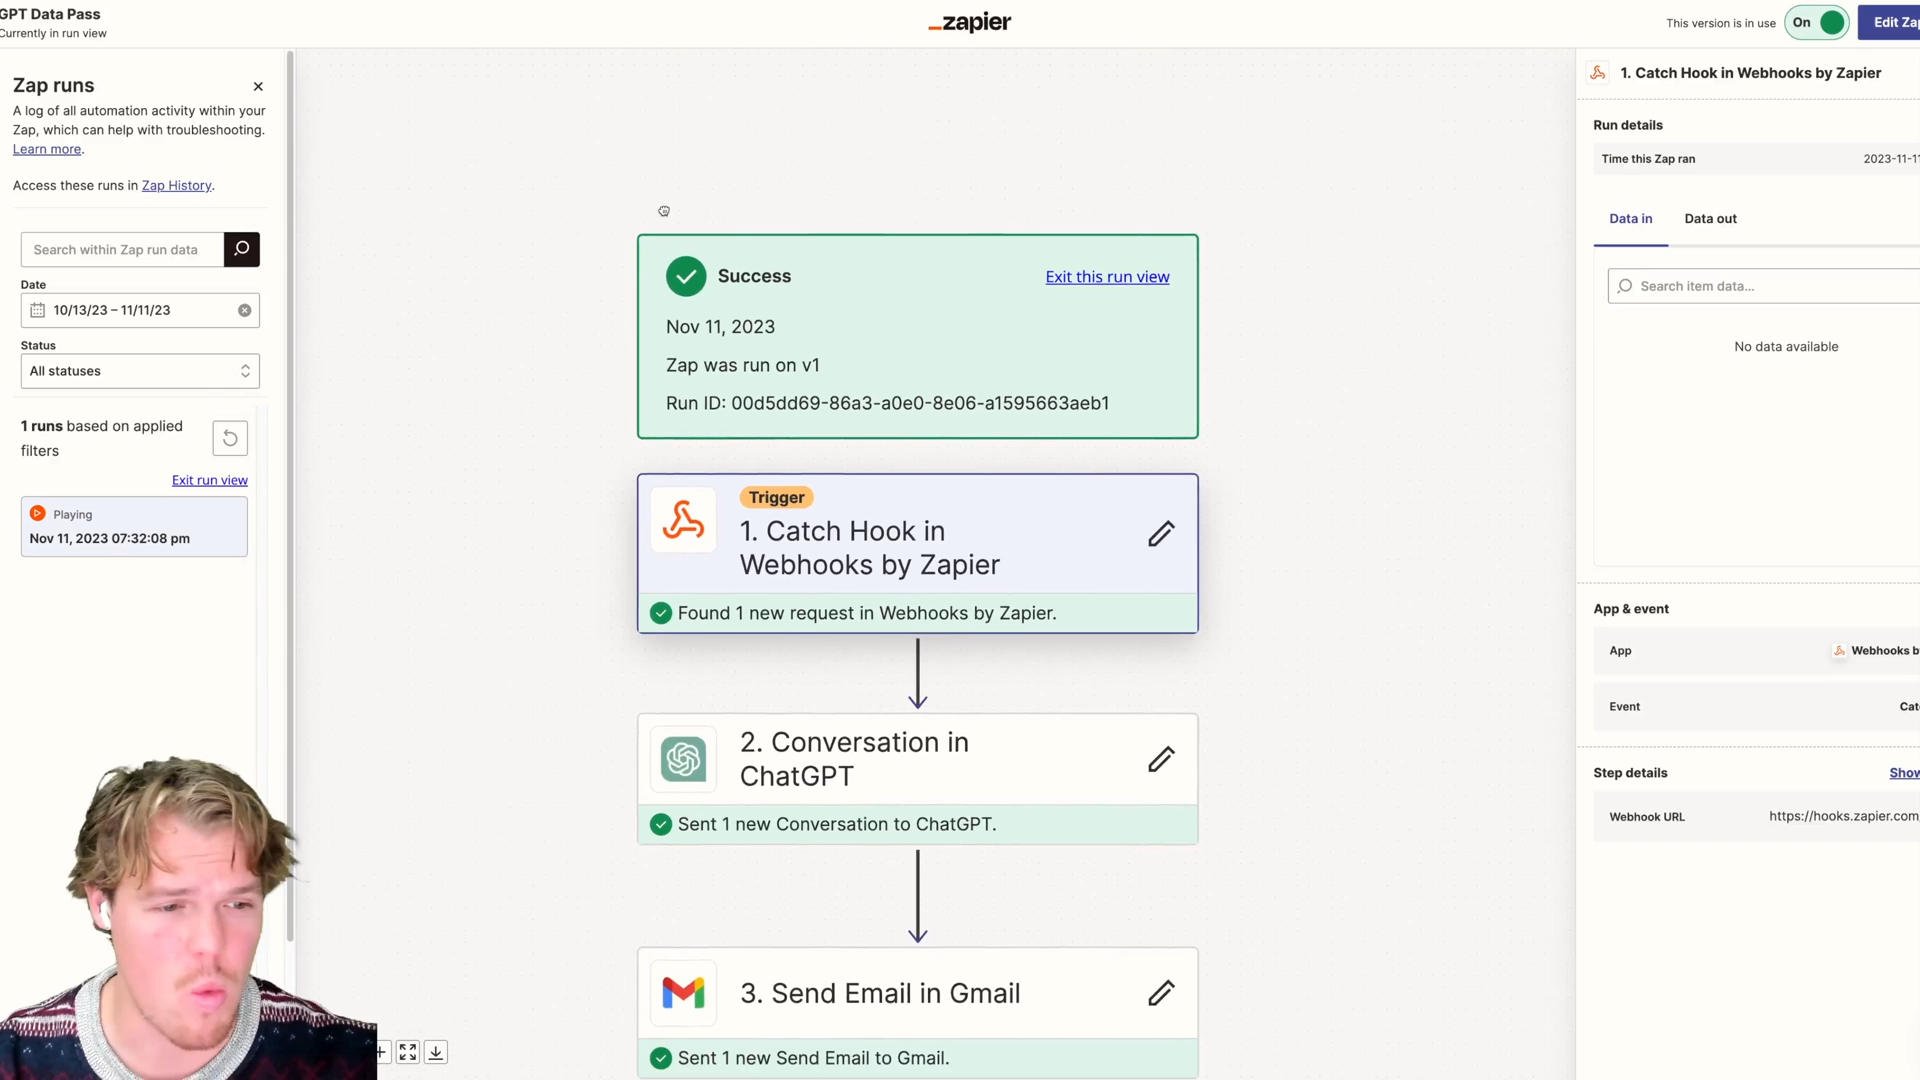 GPT Data Pass
Currently in run view
zapier
This version is in use
On
Edit Zap
Zap runs
A log of all automation activity within your
Zap, which can help with troubleshooting.
Learn more.
Access these runs in Zap History.
Search within Zap run data
Date
10/13/23 – 11/11/23
Status
All statuses
1 runs based on applied
filters
Exit run view
Playing
Nov 11, 2023 07:32:08 pm
Success
Exit this run view
Nov 11, 2023
Zap was run on v1
Run ID: 00d5dd69-86a3-a0e0-8e06-a1595663aeb1
Trigger
1. Catch Hook in
Webhooks by Zapier
Found 1 new request in Webhooks by Zapier.
2. Conversation in
ChatGPT
Sent 1 new Conversation to ChatGPT.
3. Send Email in Gmail
Sent 1 new Send Email to Gmail.
1. Catch Hook in Webhooks by Zapier
Run details
Time this Zap ran
2023-11-11
Data in
Data out
Search item data...
No data available
App & event
App
Webhooks b
Event
Cat
Step details
Show
Webhook URL
https://hooks.zapier.com